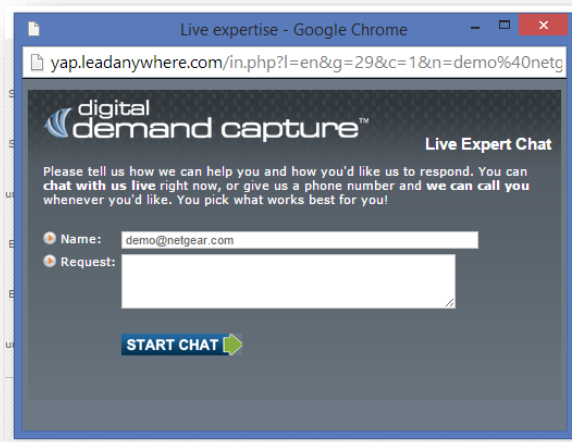 Live expertise - Google Chrome
yap.leadanywhere.com/in.php?l=en&g=29&c=1&n=demo%40netg
digital
demand capture™
Live Expert Chat
Please tell us how we can help you and how you'd like us to respond. You can
chat with us live right now, or give us a phone number and we can call you
whenever you'd like. You pick what works best for you!
Name:
demo@netgear.com
Request:
START CHAT